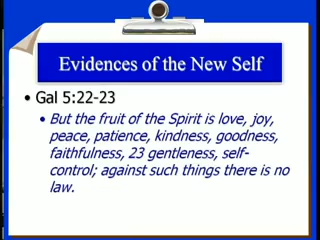 Evidences of the New Self
• Gal 5:22-23
• But the fruit of the Spirit is love, joy,
peace, patience, kindness, goodness,
faithfulness, 23 gentleness, self-
control; against such things there is no
law.